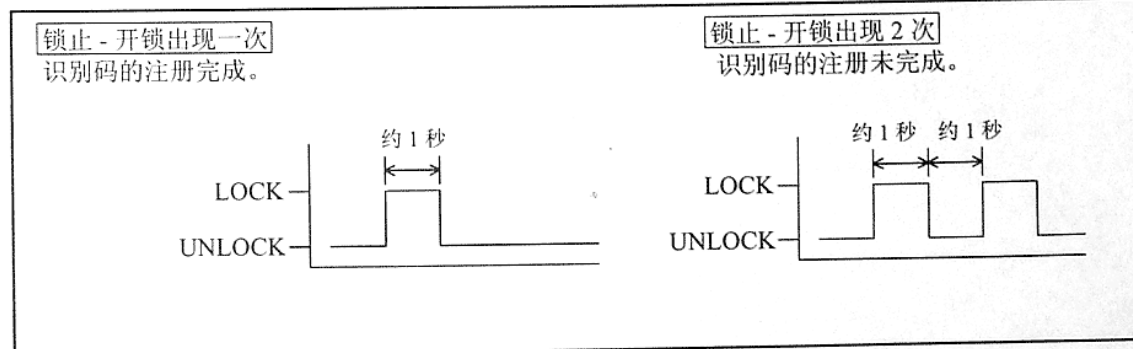 锁止 - 开锁出现一次
识别码的注册完成。
约 1 秒
LOCK
UNLOCK
锁止 - 开锁出现 2 次
识别码的注册未完成。
约 1 秒 约 1 秒
LOCK
UNLOCK